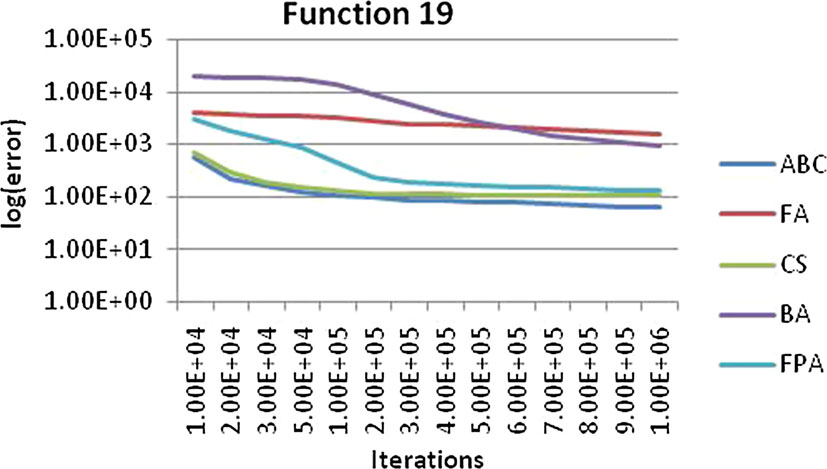 Function 19
1.00E+05
1.00E+04
1.00E+03
1.00E+02
1.00E+01
1.00E+00
log(error)
1.00E+04
2.00E+04
3.00E+04
5.00E+04
1.00E+05
2.00E+05
3.00E+05
4.00E+05
5.00E+05
6.00E+05
7.00E+05
8.00E+05
9.00E+05
1.00E+06
Iterations
ABC
FA
CS
BA
FPA